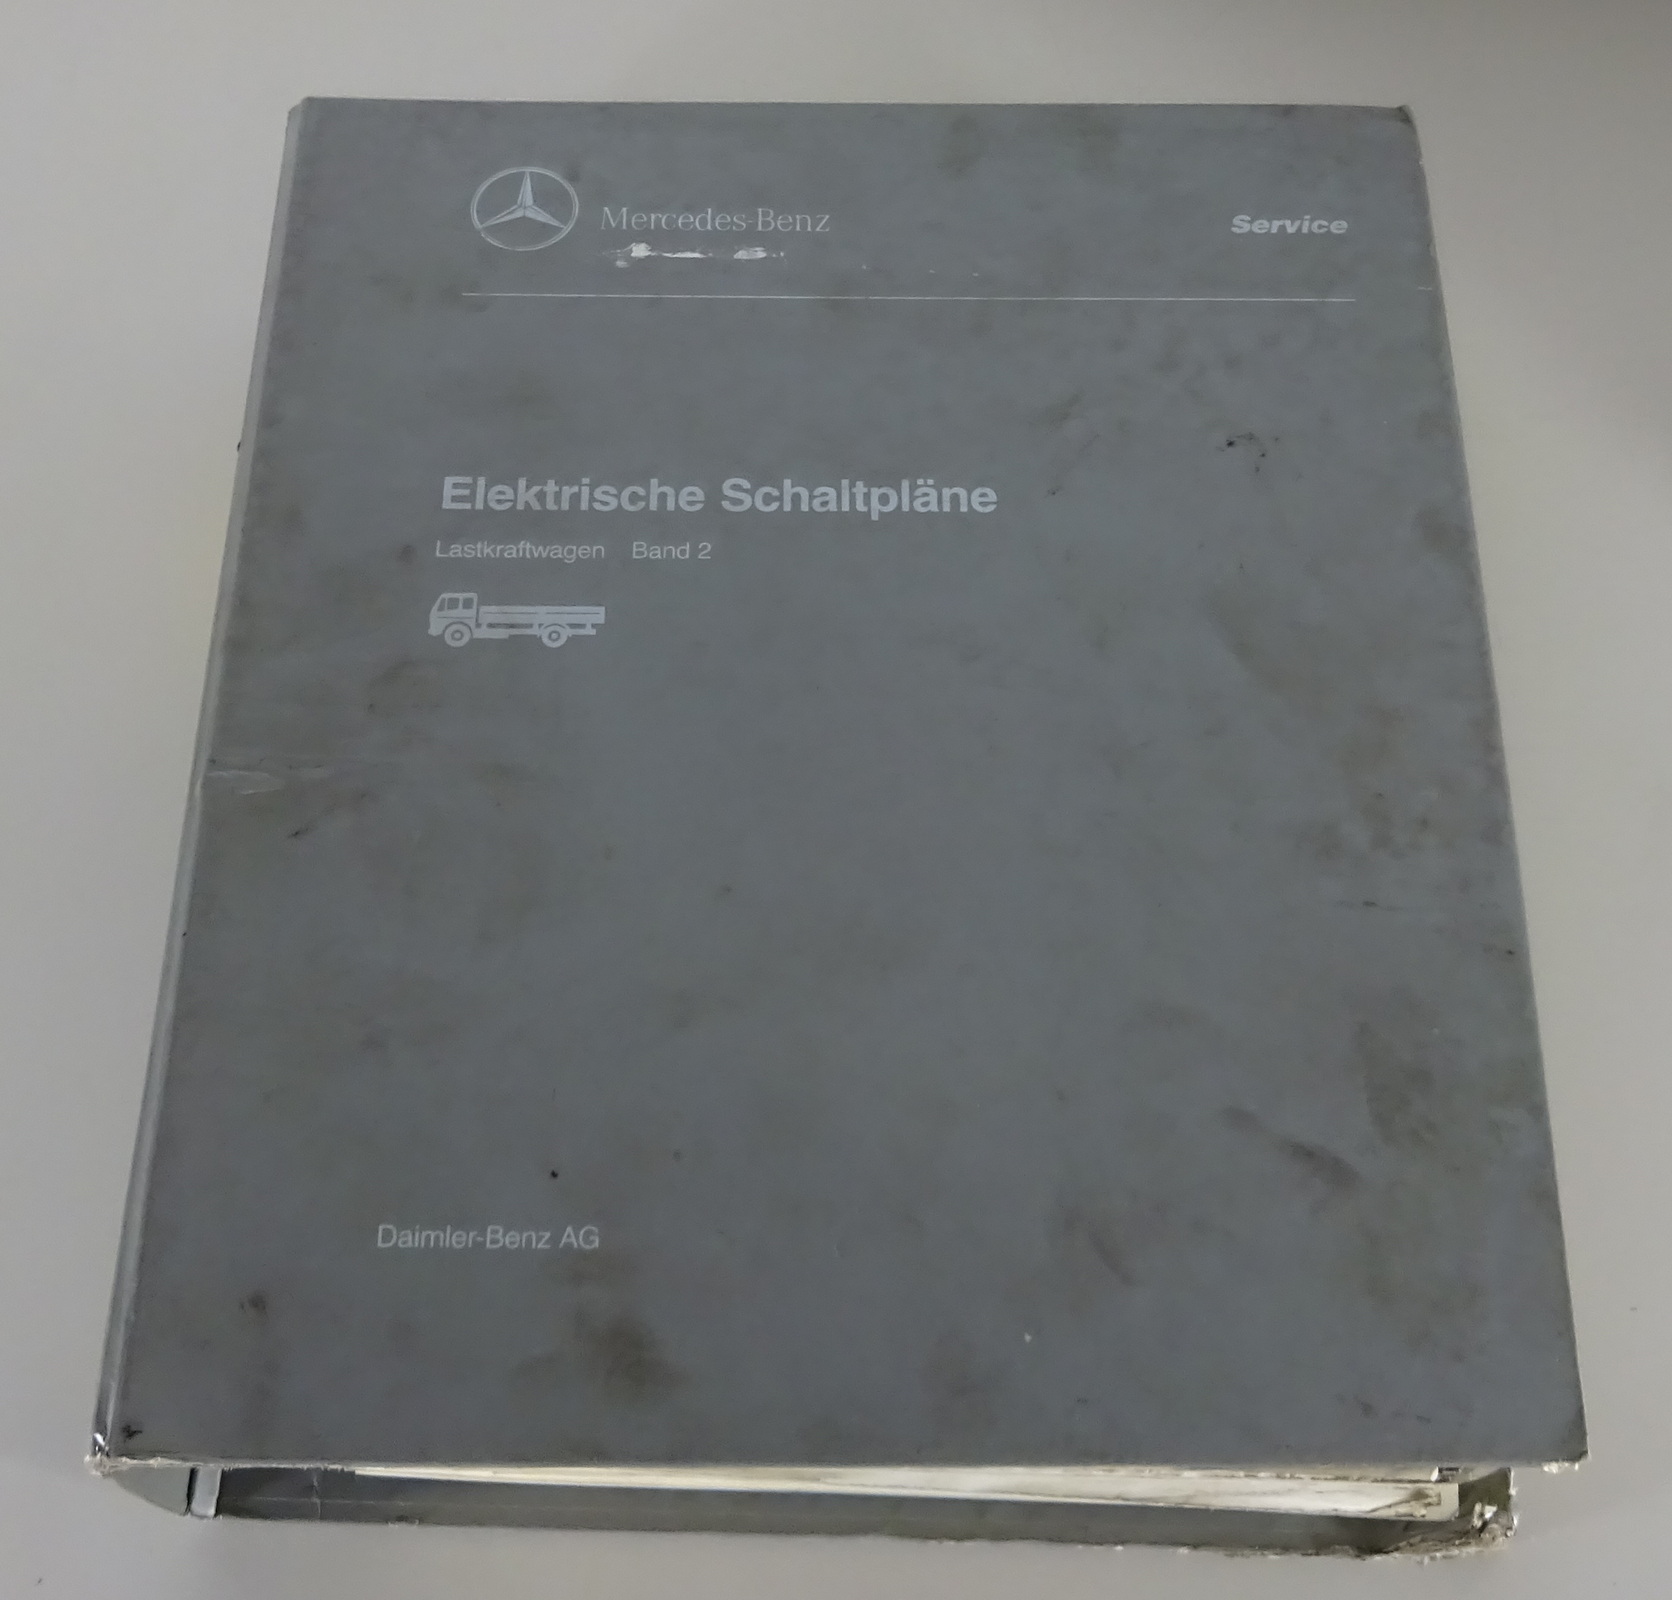 Mercedes-Benz
Service
Elektrische Schaltpläne
Lastkraftwagen Band 2
Daimler-Benz AG